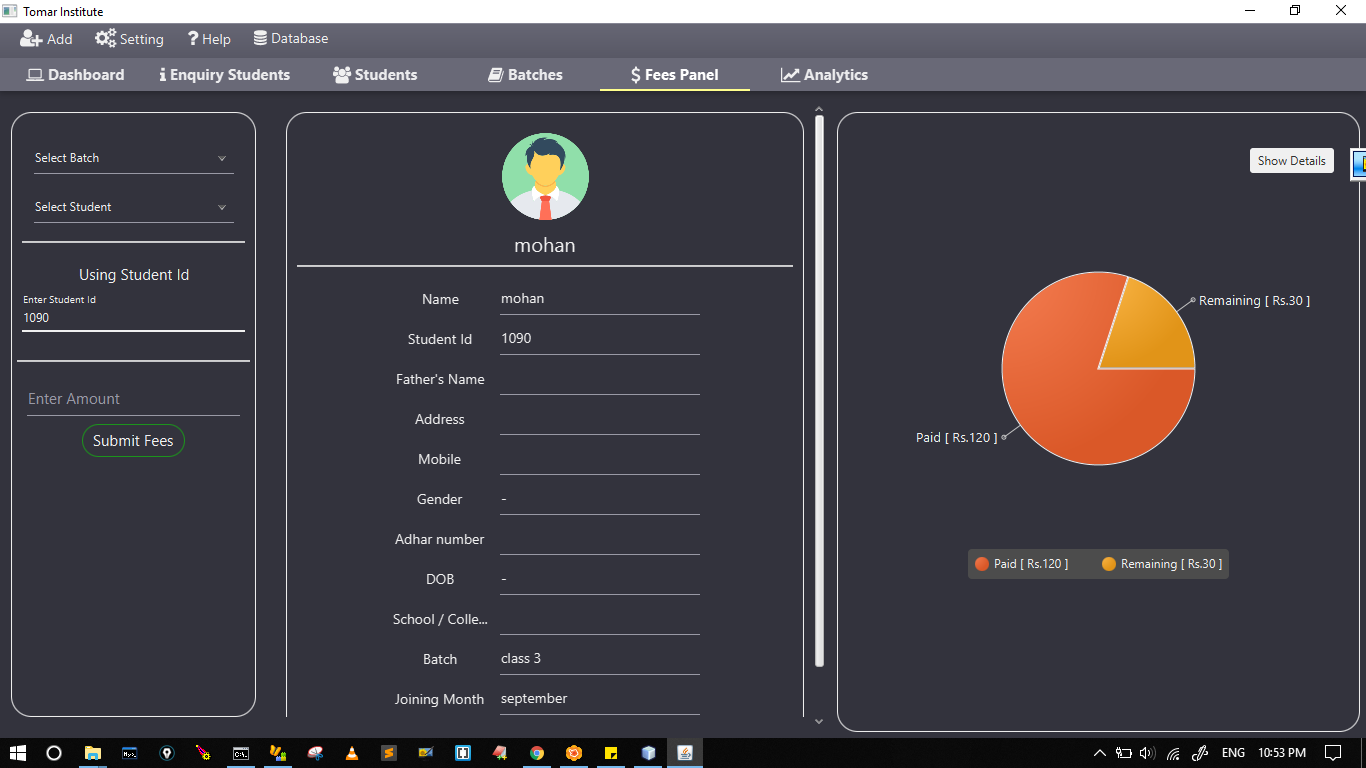 Tomar Institute
Add Setting ? Help Database
Dashboard Enquiry Students Students Batches $ Fees Panel Analytics
Select Batch
Select Student
Using Student Id
Enter Student Id
1090
Enter Amount
Submit Fees
mohan
Name mohan
Student Id 1090
Father's Name
Address
Mobile
Gender -
Adhar number
DOB -
School / Colle...
Batch class 3
Joining Month september
Show Details
Remaining [ Rs.30 ]
Paid [ Rs.120 ]
Paid [ Rs.120 ] Remaining [ Rs.30 ]
ENG 10:53 PM